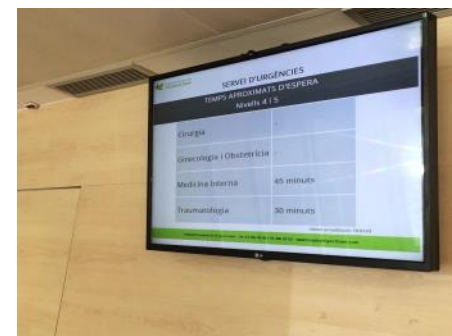 SERVEI D'URGÈNCIES
TEMPS APROXIMATS D'ESPERA
Nivells 4 i 5
Cirurgia -
Ginecologia i Obstetrícia -
Medicina Interna 45 minuts
Traumatologia 30 minuts
LG